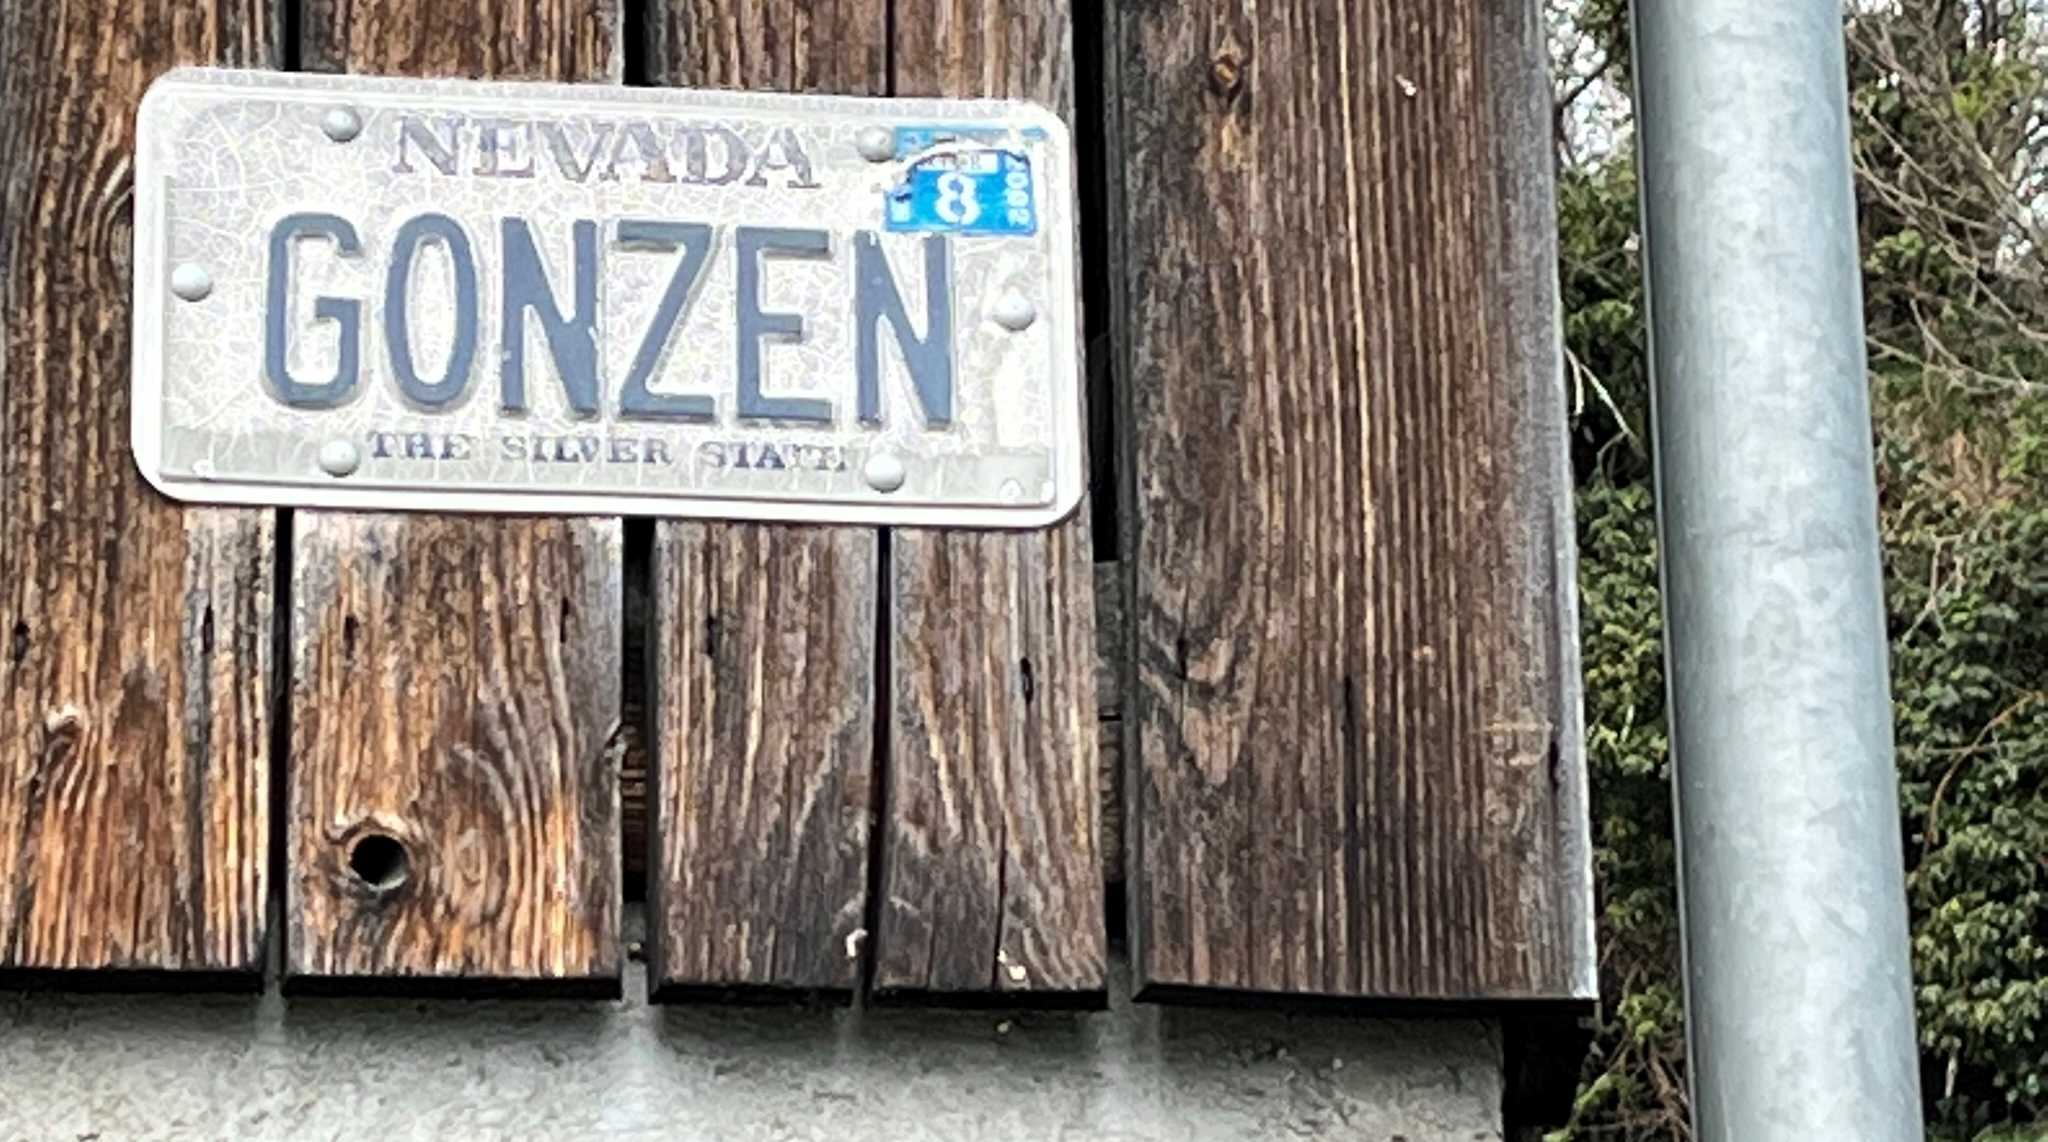 NEVADA
8
2002
GONZEN
THE SILVER STATE